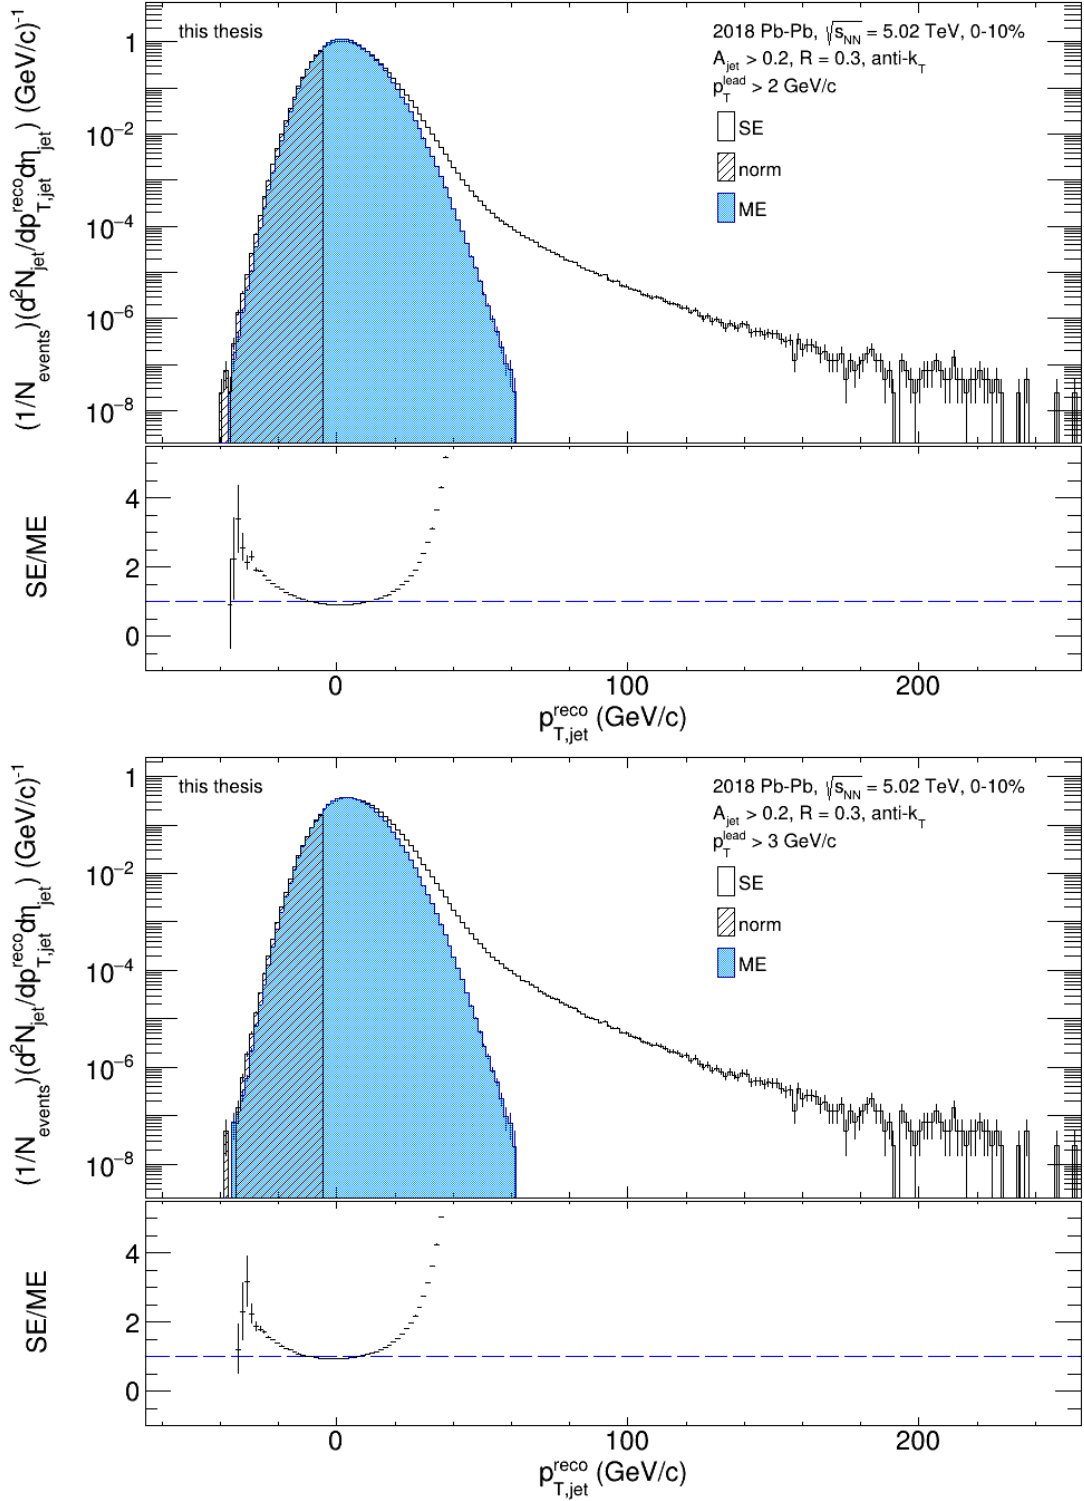 this thesis
2018 Pb-Pb, √s_NN = 5.02 TeV, 0-10%
A_jet > 0.2, R = 0.3, anti-k_T
p_T^lead > 2 GeV/c
SE
norm
ME
(1/N_events)(d²N_jet/dp_T,jet^reco dη_jet) (GeV/c)⁻¹
1
10⁻²
10⁻⁴
10⁻⁶
10⁻⁸
SE/ME
4
2
0
0 100 200
p_T,jet^reco (GeV/c)
this thesis
2018 Pb-Pb, √s_NN = 5.02 TeV, 0-10%
A_jet > 0.2, R = 0.3, anti-k_T
p_T^lead > 3 GeV/c
SE
norm
ME
(1/N_events)(d²N_jet/dp_T,jet^reco dη_jet) (GeV/c)⁻¹
1
10⁻²
10⁻⁴
10⁻⁶
10⁻⁸
SE/ME
4
2
0
0 100 200
p_T,jet^reco (GeV/c)